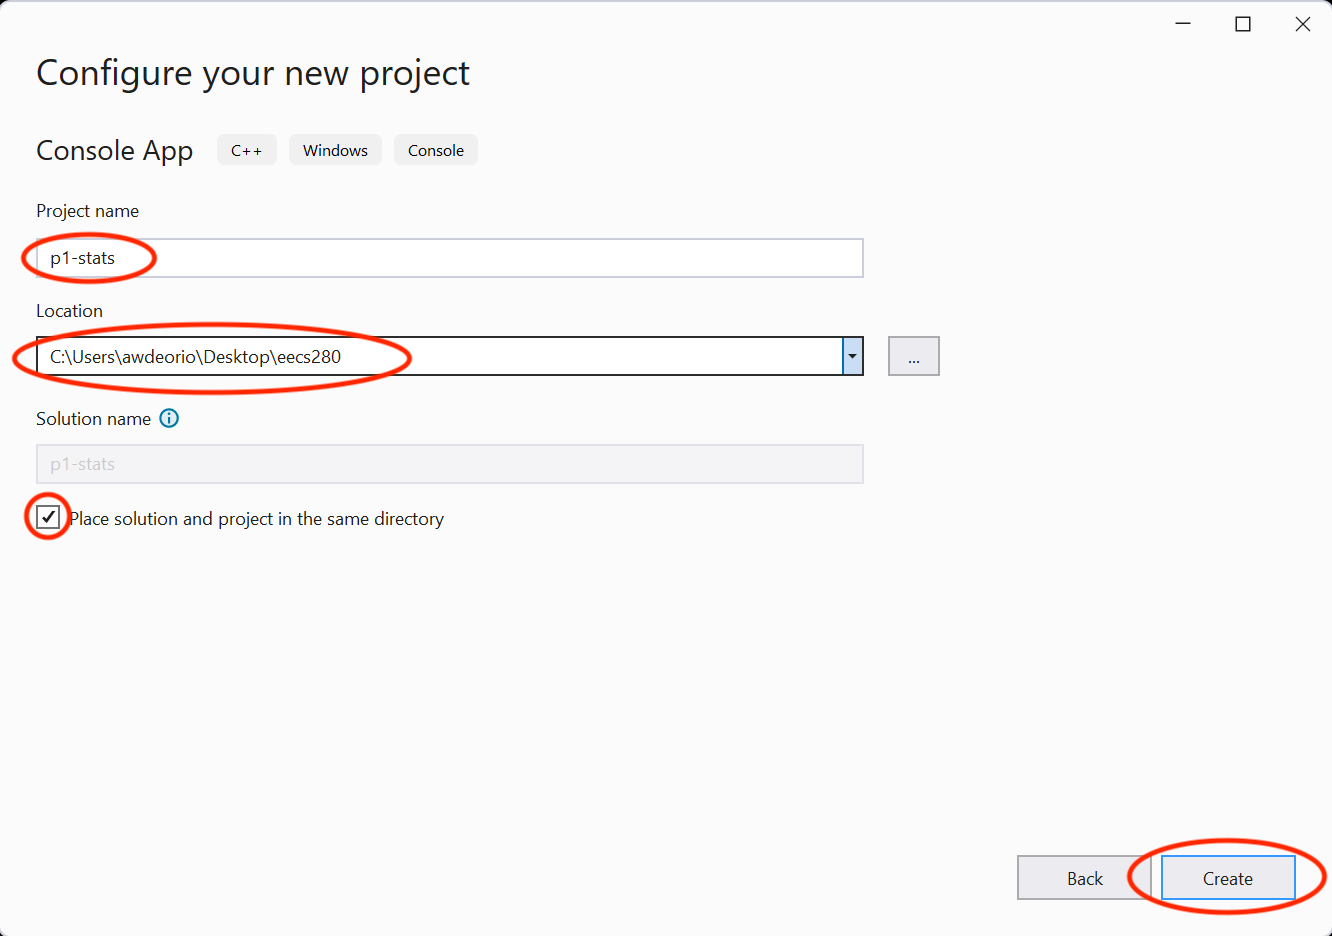 Configure your new project
Console App C++ Windows Console
Project name
p1-stats
Location
C:\Users\awdeorio\Desktop\eecs280
...
Solution name
p1-stats
Place solution and project in the same directory
Back Create